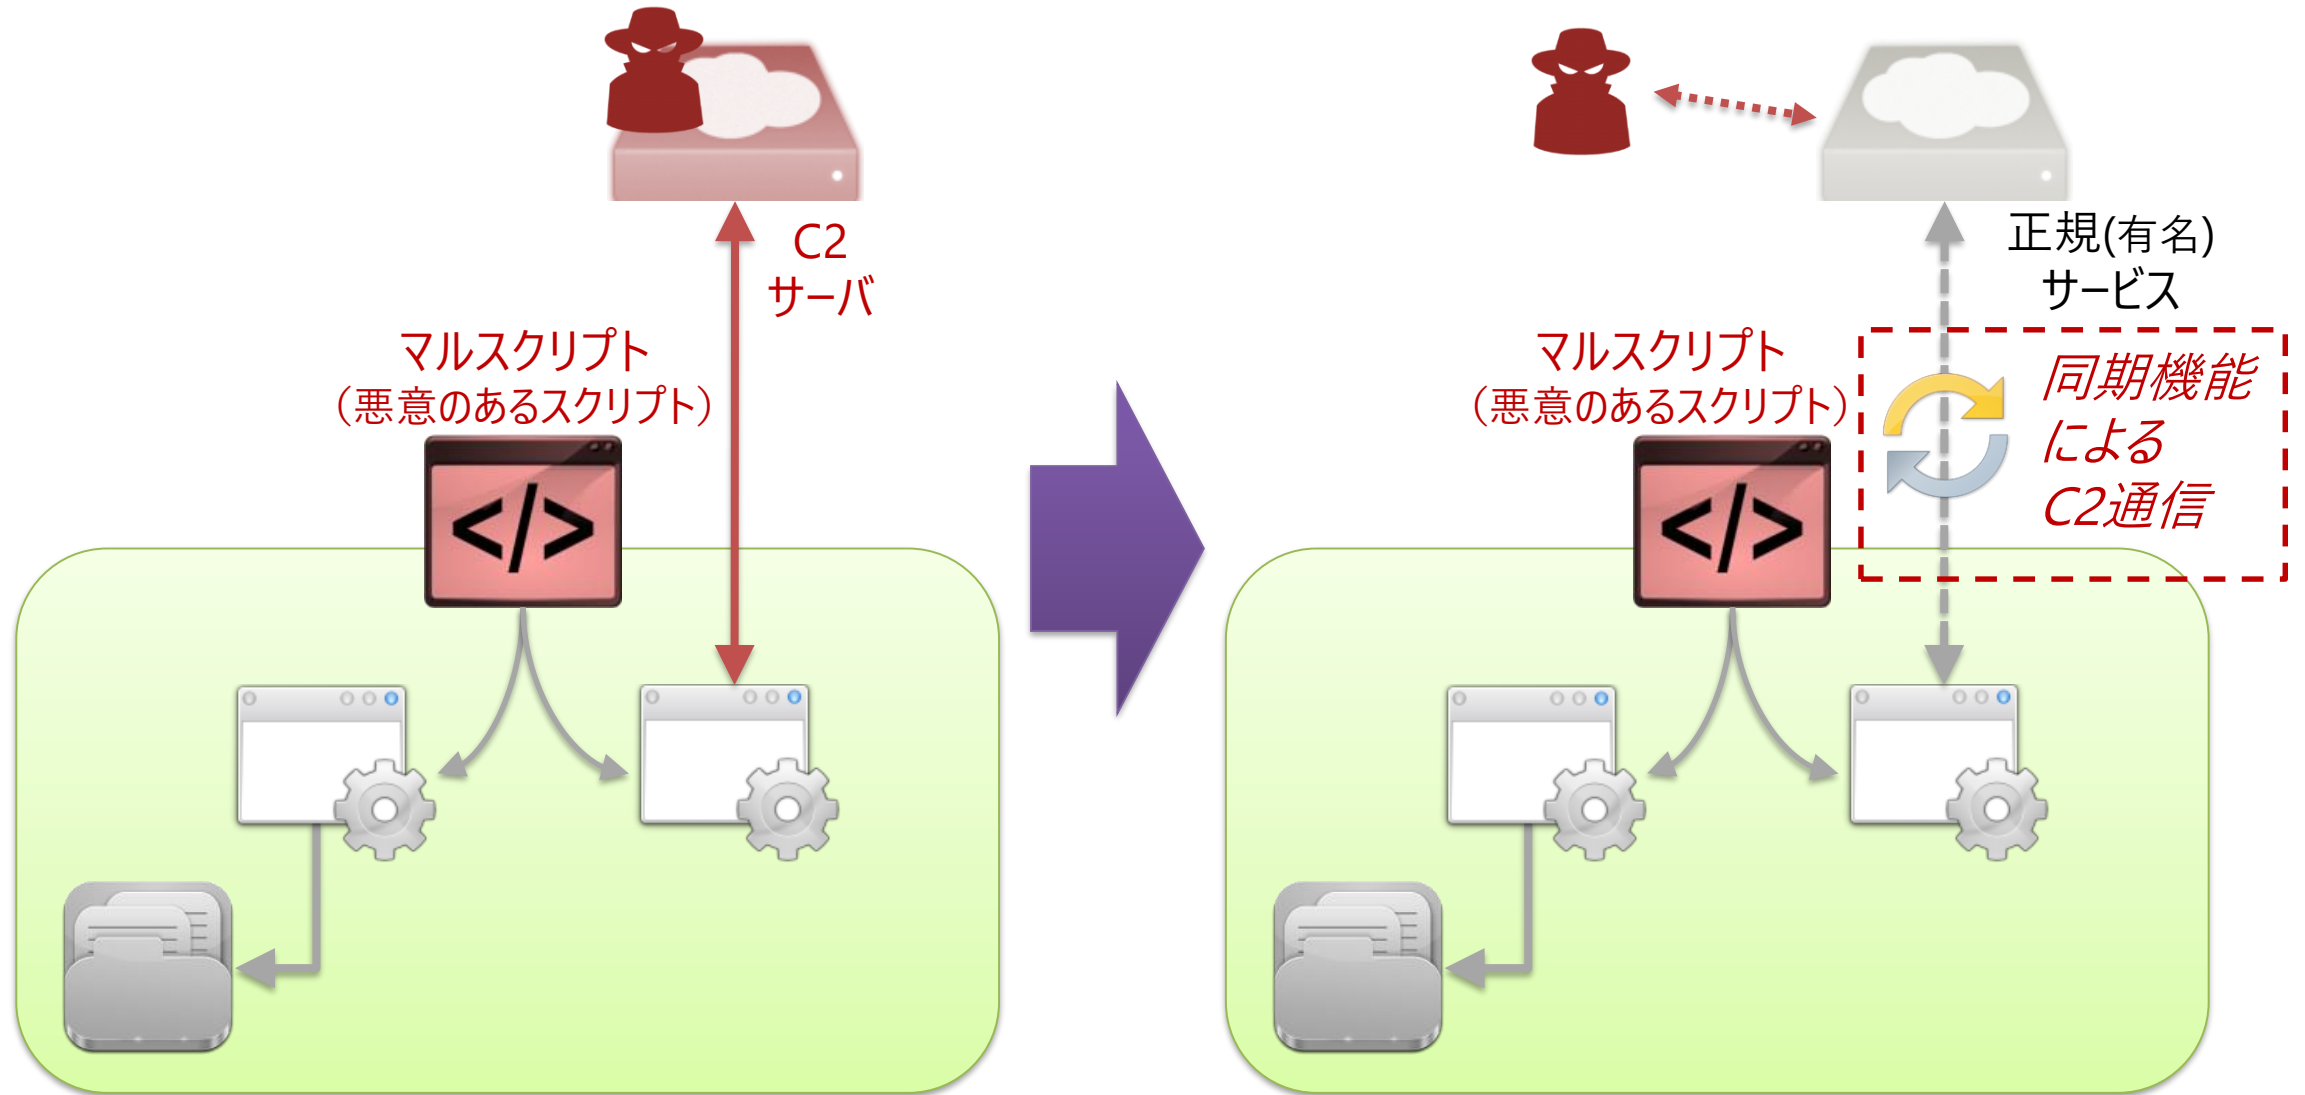 C2
サーバ
マルスクリプト
（悪意のあるスクリプト）
</>
正規(有名)
サービス
マルスクリプト
（悪意のあるスクリプト）
同期機能
による
C2通信
</>